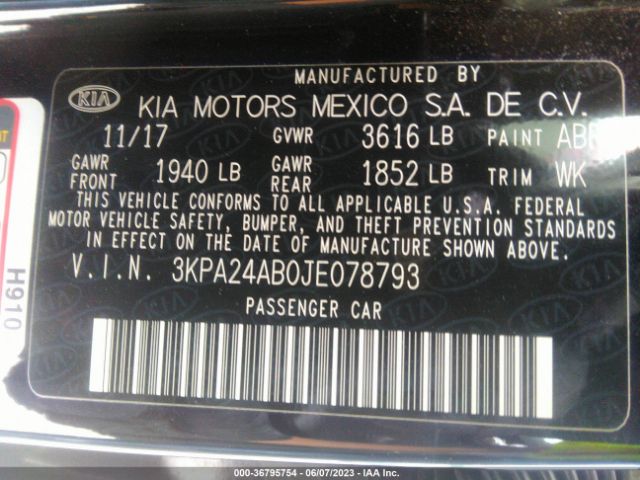 MANUFACTURED BY
KIA KIA MOTORS MEXICO S.A. DE C.V.
11/17 GVWR 3616 LB PAINT
GAWR FRONT 1940 LB GAWR REAR 1852 LB TRIM WK
THIS VEHICLE CONFORMS TO ALL APPLICABLE U.S.A. FEDERAL
MOTOR VEHICLE SAFETY, BUMPER, AND THEFT PREVENTION STANDARDS
IN EFFECT ON THE DATE OF MANUFACTURE SHOWN ABOVE.
V.I.N. 3KPA24AB0JE078793
PASSENGER CAR
H910
000-36795754 - 06/07/2023 - IAA Inc.